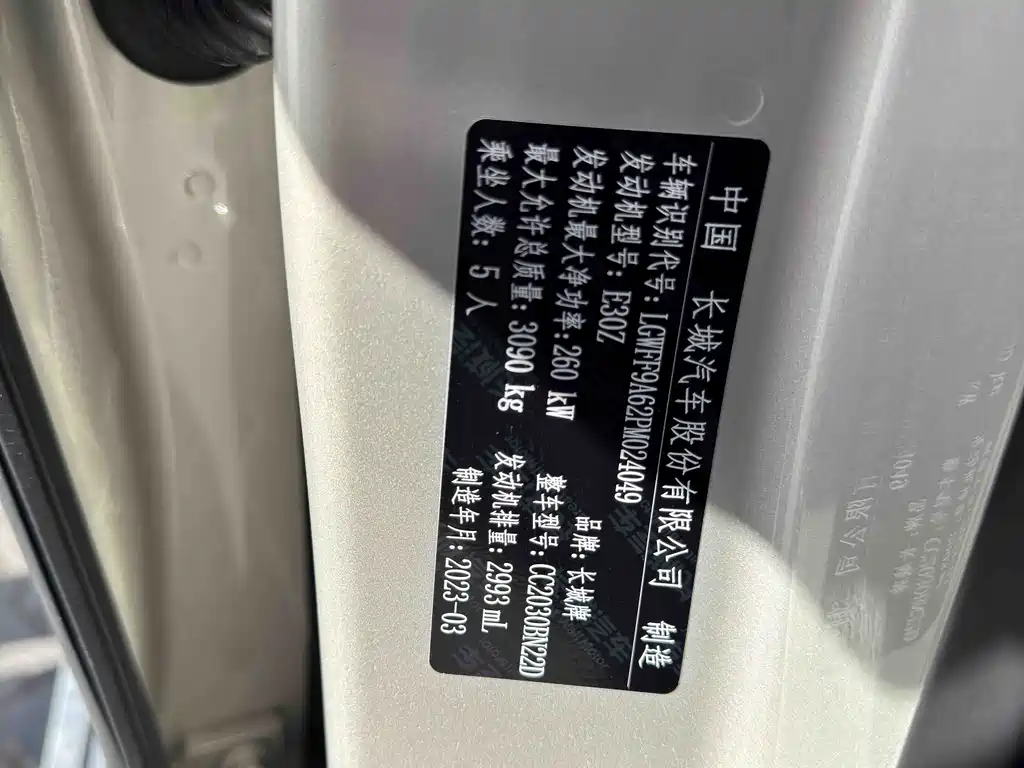 中国 长城汽车股份有限公司 制造
车辆识别代号:LGWFF9A62PM024049
发动机型号:E30Z 品牌:长城牌
发动机最大净功率:260 kW 整车型号:CC2030BN22D
最大允许总质量:3090 kg 发动机排量:2993 mL
乘坐人数:5 人 制造年月:2023-03